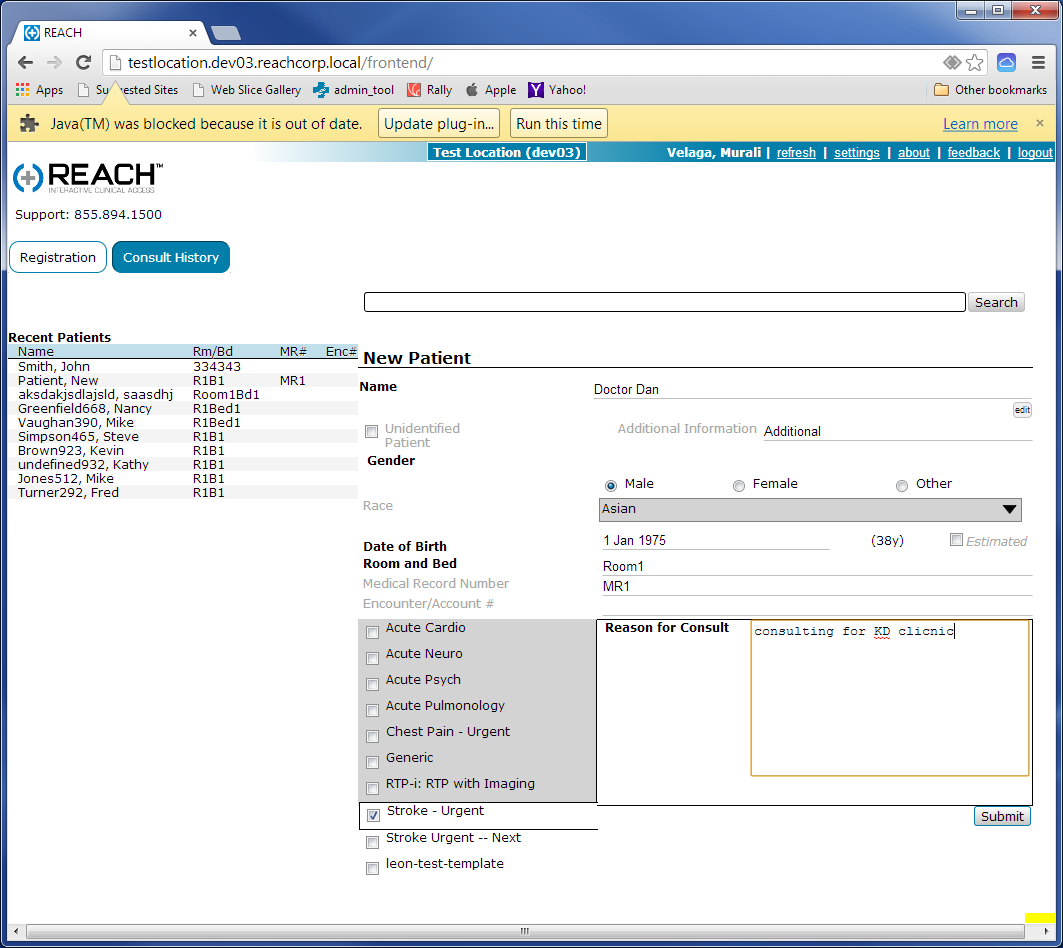 REACH
testlocation.dev03.reachcorp.local/frontend/
Apps Suggested Sites Web Slice Gallery admin_tool Rally Apple Yahoo! Other bookmarks
Java(TM) was blocked because it is out of date. Update plug-in... Run this time Learn more
Test Location (dev03) Velaga, Murali | refresh | settings | about | feedback | logout
REACH™
INTERACTIVE CLINICAL ACCESS
Support: 855.894.1500
Registration Consult History
Search
Recent Patients
Name Rm/Bd MR# Enc#
Smith, John 334343
Patient, New R1B1 MR1
aksdakjsdlajsld, saasdhj Room1Bd1
Greenfield668, Nancy R1Bed1
Vaughan390, Mike R1Bed1
Simpson465, Steve R1B1
Brown923, Kevin R1B1
undefined932, Kathy R1B1
Jones512, Mike R1B1
Turner292, Fred R1B1
New Patient
Name Doctor Dan
edit
Unidentified Patient Additional Information Additional
Gender
Male Female Other
Race Asian
Date of Birth 1 Jan 1975 (38y) Estimated
Room and Bed Room1
Medical Record Number MR1
Encounter/Account #
Acute Cardio
Acute Neuro
Acute Psych
Acute Pulmonology
Chest Pain - Urgent
Generic
RTP-i: RTP with Imaging
Stroke - Urgent
Stroke Urgent -- Next
leon-test-template
Reason for Consult consulting for KD clicnic
Submit